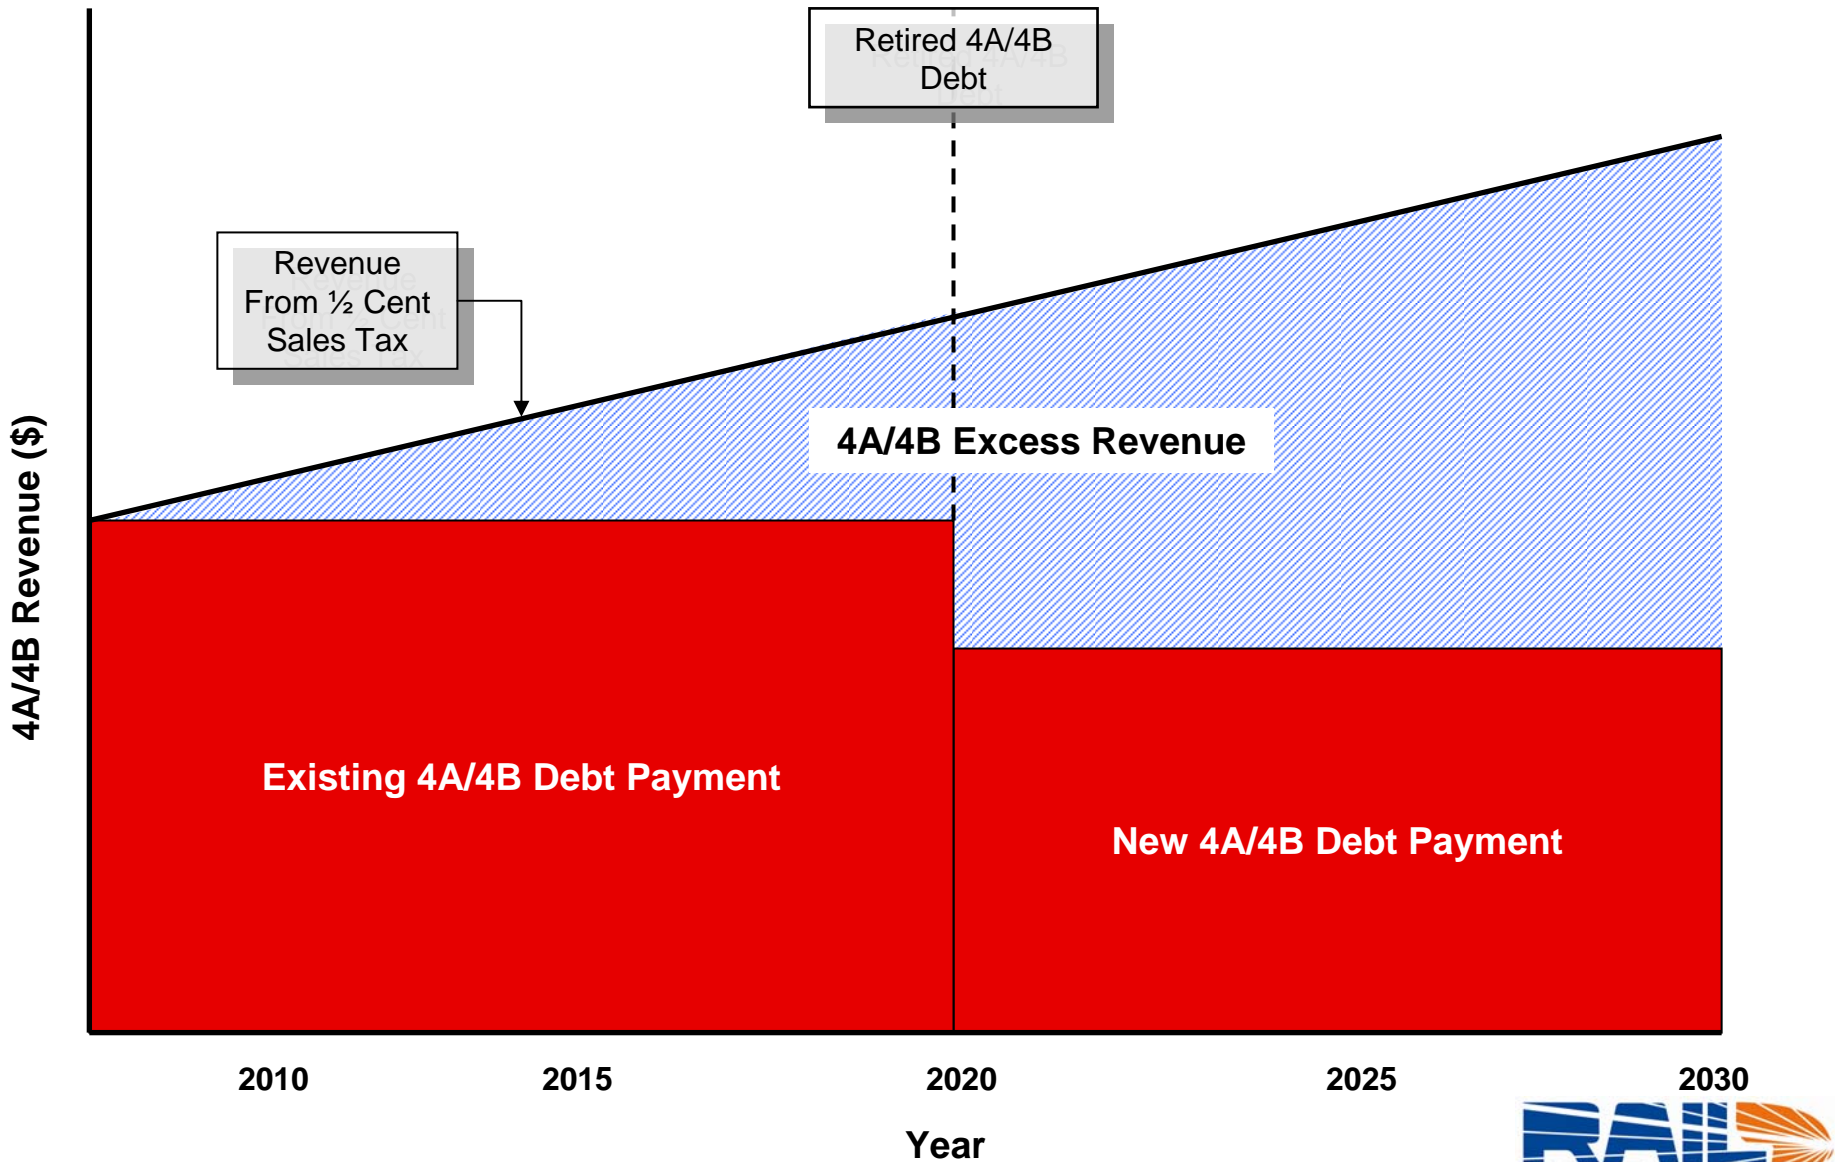 Retired 4A/4B
Debt
Revenue
From ½ Cent
Sales Tax
4A/4B Excess Revenue
4A/4B Revenue ($)
Existing 4A/4B Debt Payment
New 4A/4B Debt Payment
2010 2015 2020 2025 2030
Year
RAIL